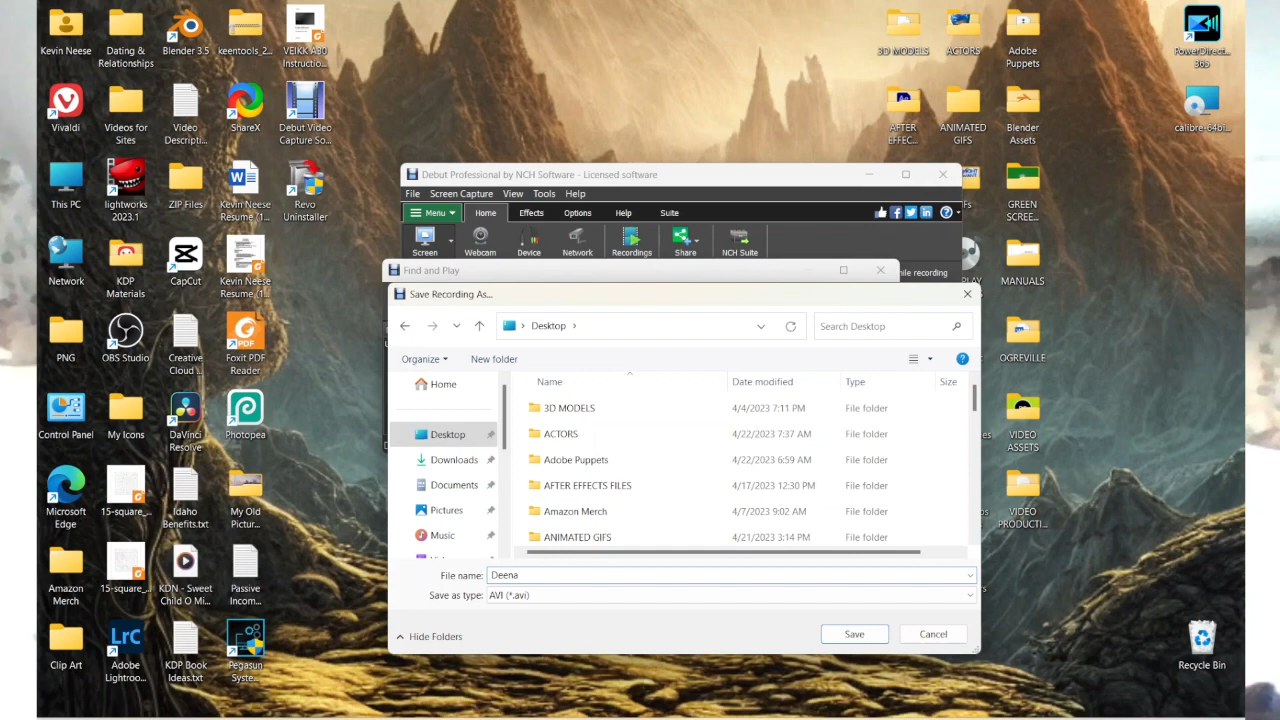 Kevin Neese
Dating &
Relationships
Blender 3.5
keentools_2...
VEIKK A30
Instructio...
Vivaldi
Videos for
Sites
Video
Descripti...
ShareX
Debut Video
Capture So...
This PC
lightworks
2023.1
ZIP Files
Kevin Neese
Resume (1...
Revo
Uninstaller
Network
KDP
Materials
CapCut
Kevin Neese
Resume (1...
PNG
OBS Studio
Creative
Cloud ...
Foxit PDF
Reader
Control Panel
My Icons
DaVinci
Resolve
Photopea
Microsoft
Edge
15-square_...
Idaho
Benefits.txt
My Old
Pictur...
Amazon
Merch
15-square_...
KDN - Sweet
Child O Mi...
Passive
Incom...
Clip Art
Lrc
Adobe
Lightroo...
KDP Book
Ideas.txt
Pegasun
Syste...
3D MODELS
ACTORS
Adobe
Puppets
AFTER
EFFEC...
ANIMATED
GIFS
Blender
Assets
GREEN
SCREE...
MANUALS
OGREVILLE
VIDEO
ASSETS
VIDEO
PRODUCTI...
PowerDirect...
365
calibre-64bi...
Recycle Bin
Debut Professional by NCH Software - Licensed software
File Screen Capture View Tools Help
Menu Home Effects Options Help Suite
Screen Webcam Device Network Recordings Share NCH Suite
Find and Play
while recording
Save Recording As...
Desktop
Search Desktop
Organize New folder
Name Date modified Type Size
Home
Desktop
Downloads
Documents
Pictures
Music
3D MODELS 4/4/2023 7:11 PM File folder
ACTORS 4/22/2023 7:37 AM File folder
Adobe Puppets 4/22/2023 6:59 AM File folder
AFTER EFFECTS FILES 4/17/2023 12:30 PM File folder
Amazon Merch 4/7/2023 9:02 AM File folder
ANIMATED GIFS 4/21/2023 3:14 PM File folder
File name: Deena
Save as type: AVI (*.avi)
Hide Folders
Save Cancel